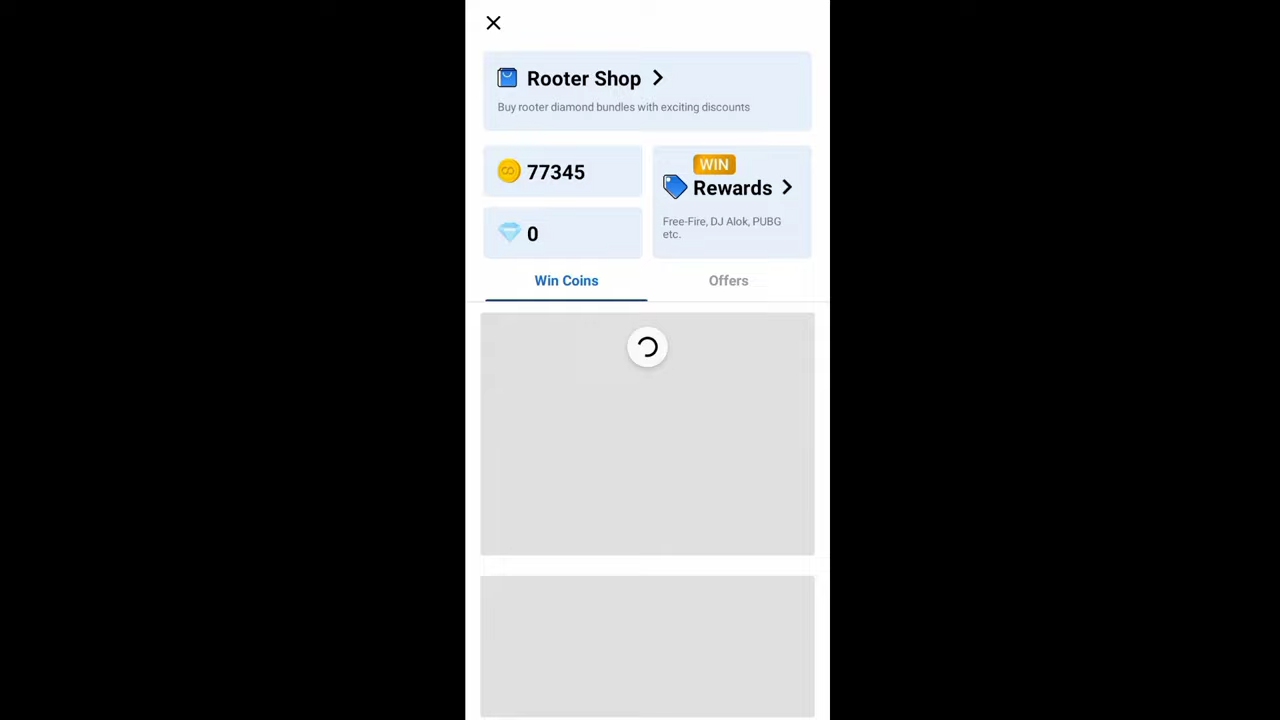 Rooter Shop
Buy rooter diamond bundles with exciting discounts
77345
0
WIN
Rewards
Free-Fire, DJ Alok, PUBG
etc.
Win Coins
Offers